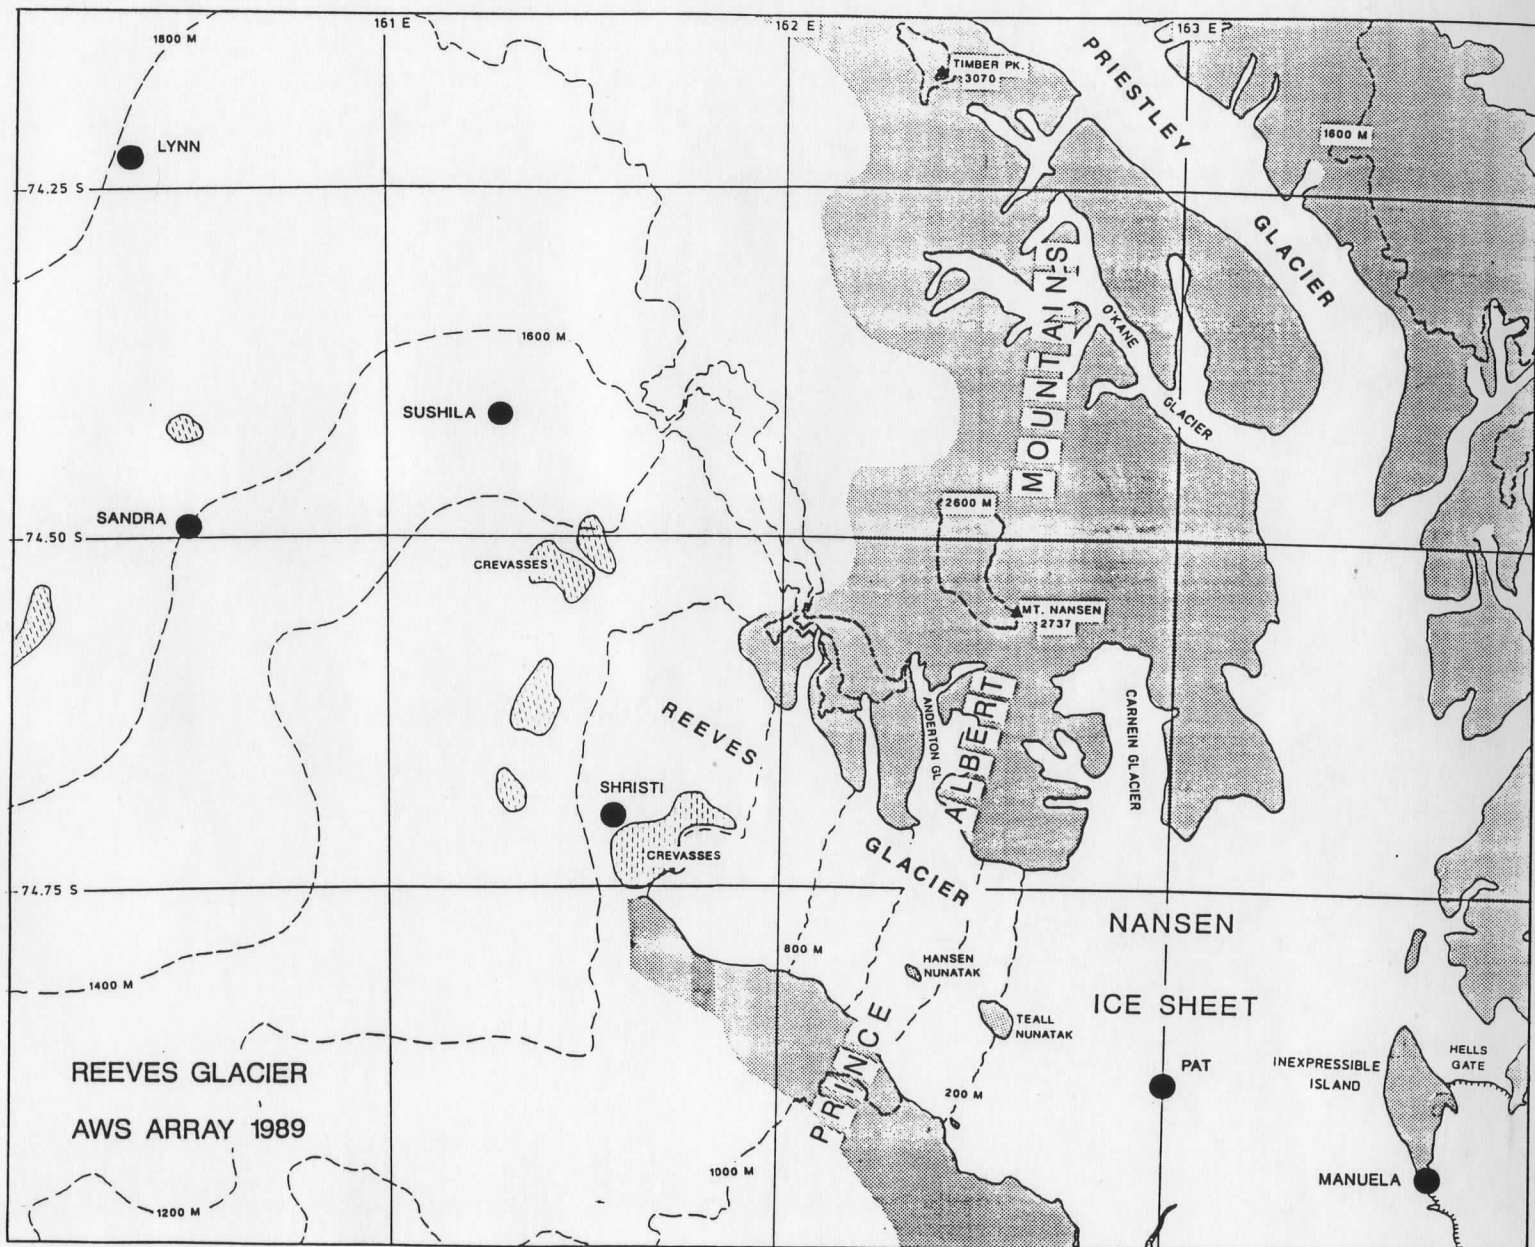 161 E
162 E
163 E
1800 M
TIMBER PK.
3070
PRIESTLEY
GLACIER
1600 M
LYNN
74.25 S
MOUNTAINS
O'KANE
GLACIER
1600 M
SUSHILA
SANDRA
2600 M
74.50 S
CREVASSES
MT. NANSEN
2737
REEVES
GLACIER
ANDERTON GL
ALBERT
CARNEIN GLACIER
SHRISTI
CREVASSES
74.75 S
NANSEN
ICE SHEET
800 M
HANSEN
NUNATAK
1400 M
TEALL
NUNATAK
PRINCE
PAT
INEXPRESSIBLE
ISLAND
HELLS
GATE
200 M
REEVES GLACIER
AWS ARRAY 1989
1000 M
MANUELA
1200 M